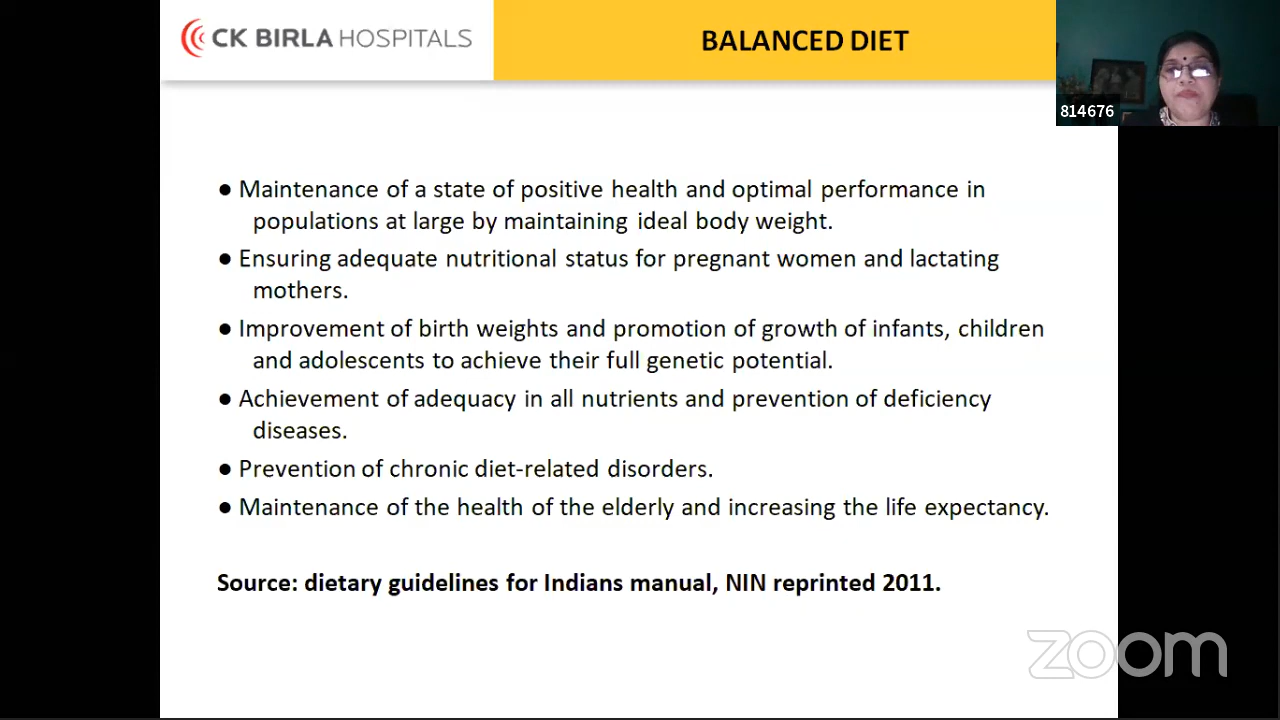 CK BIRLA HOSPITALS
BALANCED DIET
814676
● Maintenance of a state of positive health and optimal performance in
populations at large by maintaining ideal body weight.
● Ensuring adequate nutritional status for pregnant women and lactating
mothers.
● Improvement of birth weights and promotion of growth of infants, children
and adolescents to achieve their full genetic potential.
● Achievement of adequacy in all nutrients and prevention of deficiency
diseases.
● Prevention of chronic diet-related disorders.
● Maintenance of the health of the elderly and increasing the life expectancy.
Source: dietary guidelines for Indians manual, NIN reprinted 2011.
zoom